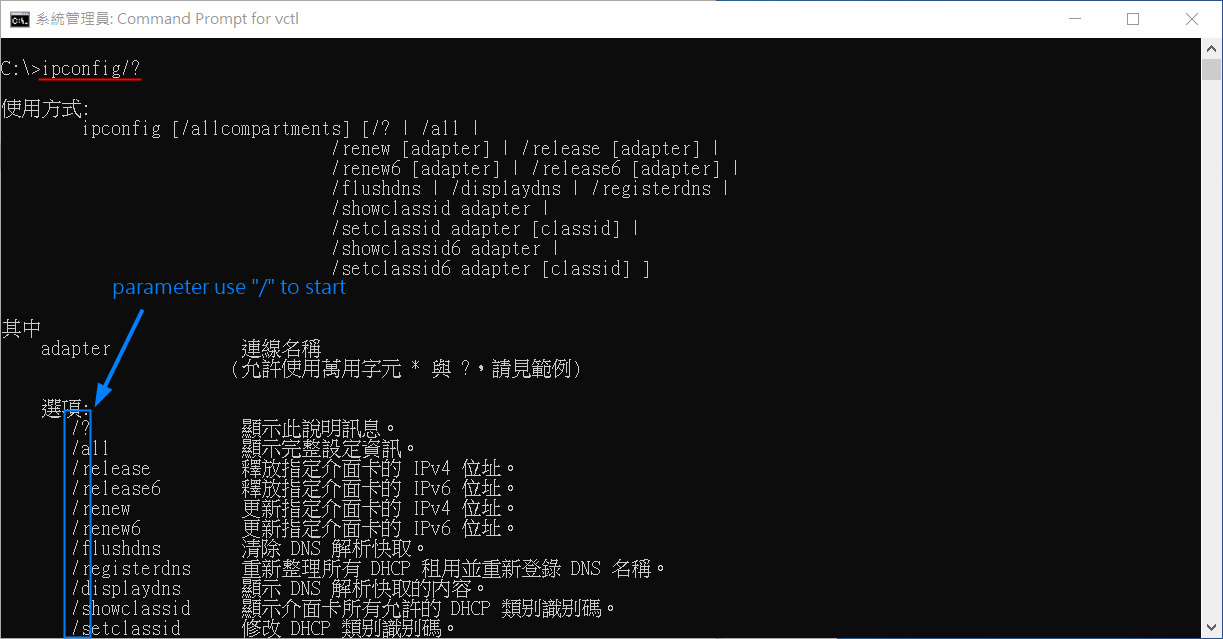 系統管理員: Command Prompt for vctl
C:\>ipconfig/?
使用方式:
ipconfig [/allcompartments] [/? | /all |
/renew [adapter] | /release [adapter] |
/renew6 [adapter] | /release6 [adapter] |
/flushdns | /displaydns | /registerdns |
/showclassid adapter |
/setclassid adapter [classid] |
/showclassid6 adapter |
/setclassid6 adapter [classid] ]
parameter use "/" to start
其中
adapter 連線名稱
(允許使用萬用字元 * 與 ?，請見範例)
選項:
/? 顯示此說明訊息。
/all 顯示完整設定資訊。
/release 釋放指定介面卡的 IPv4 位址。
/release6 釋放指定介面卡的 IPv6 位址。
/renew 更新指定介面卡的 IPv4 位址。
/renew6 更新指定介面卡的 IPv6 位址。
/flushdns 清除 DNS 解析快取。
/registerdns 重新整理所有 DHCP 租用並重新登錄 DNS 名稱。
/displaydns 顯示 DNS 解析快取的內容。
/showclassid 顯示介面卡所有允許的 DHCP 類別識別碼。
/setclassid 修改 DHCP 類別識別碼。